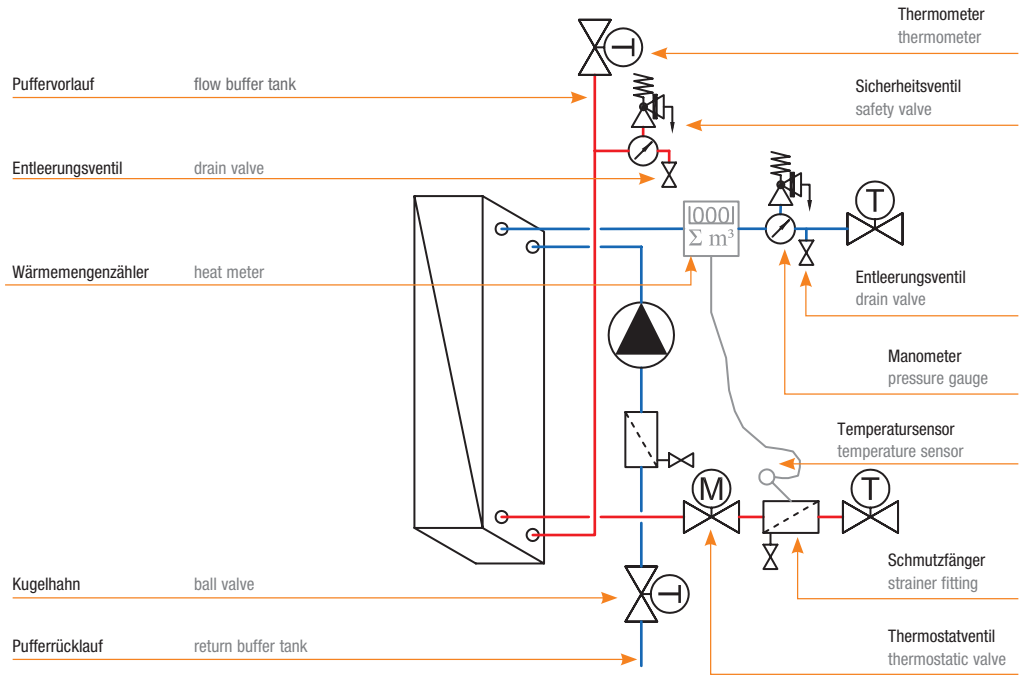 Thermometer
thermometer
T
Puffervorlauf flow buffer tank
Sicherheitsventil
safety valve
Entleerungsventil drain valve
T
000
Σ m³
Wärmemengenzähler heat meter
Entleerungsventil
drain valve
Manometer
pressure gauge
Temperatursensor
temperature sensor
M
T
Schmutzfänger
strainer fitting
Kugelhahn ball valve
T
Thermostatventil
thermostatic valve
Pufferrücklauf return buffer tank